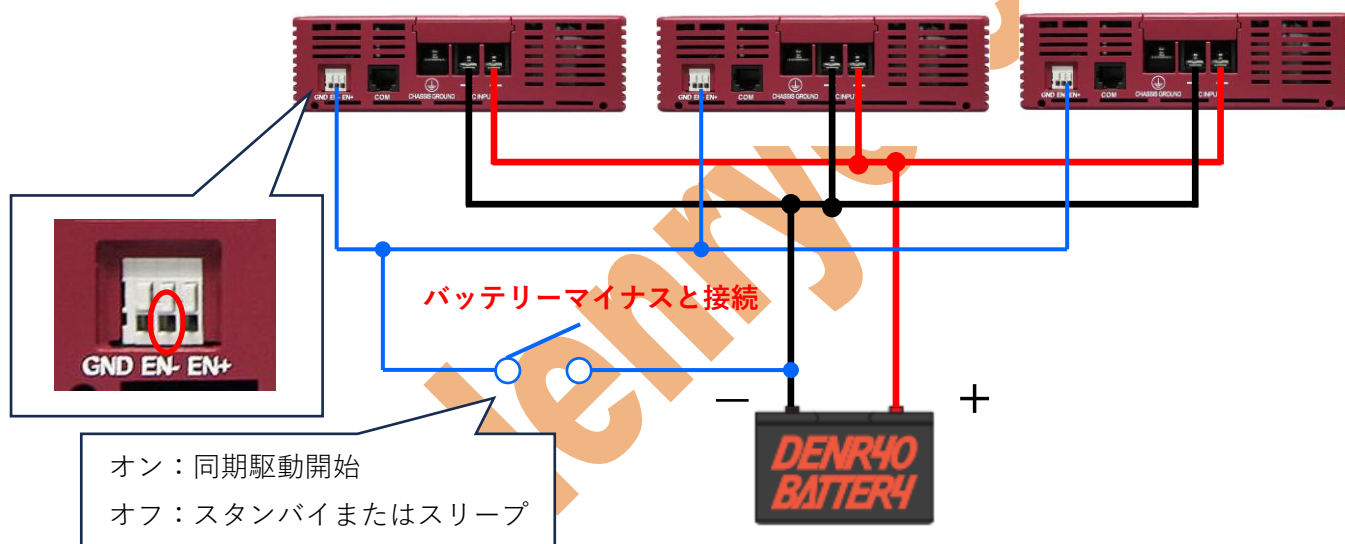 GND EN- EN+ COM CHASSIS GROUND
GND EN- EN+ COM CHASSIS GROUND
GND EN- EN+ COM CHASSIS GROUND
GND EN- EN+
バッテリーマイナスと接続
− +
DENRYO
BATTERY
オン：同期駆動開始
オフ：スタンバイまたはスリープ
denryo